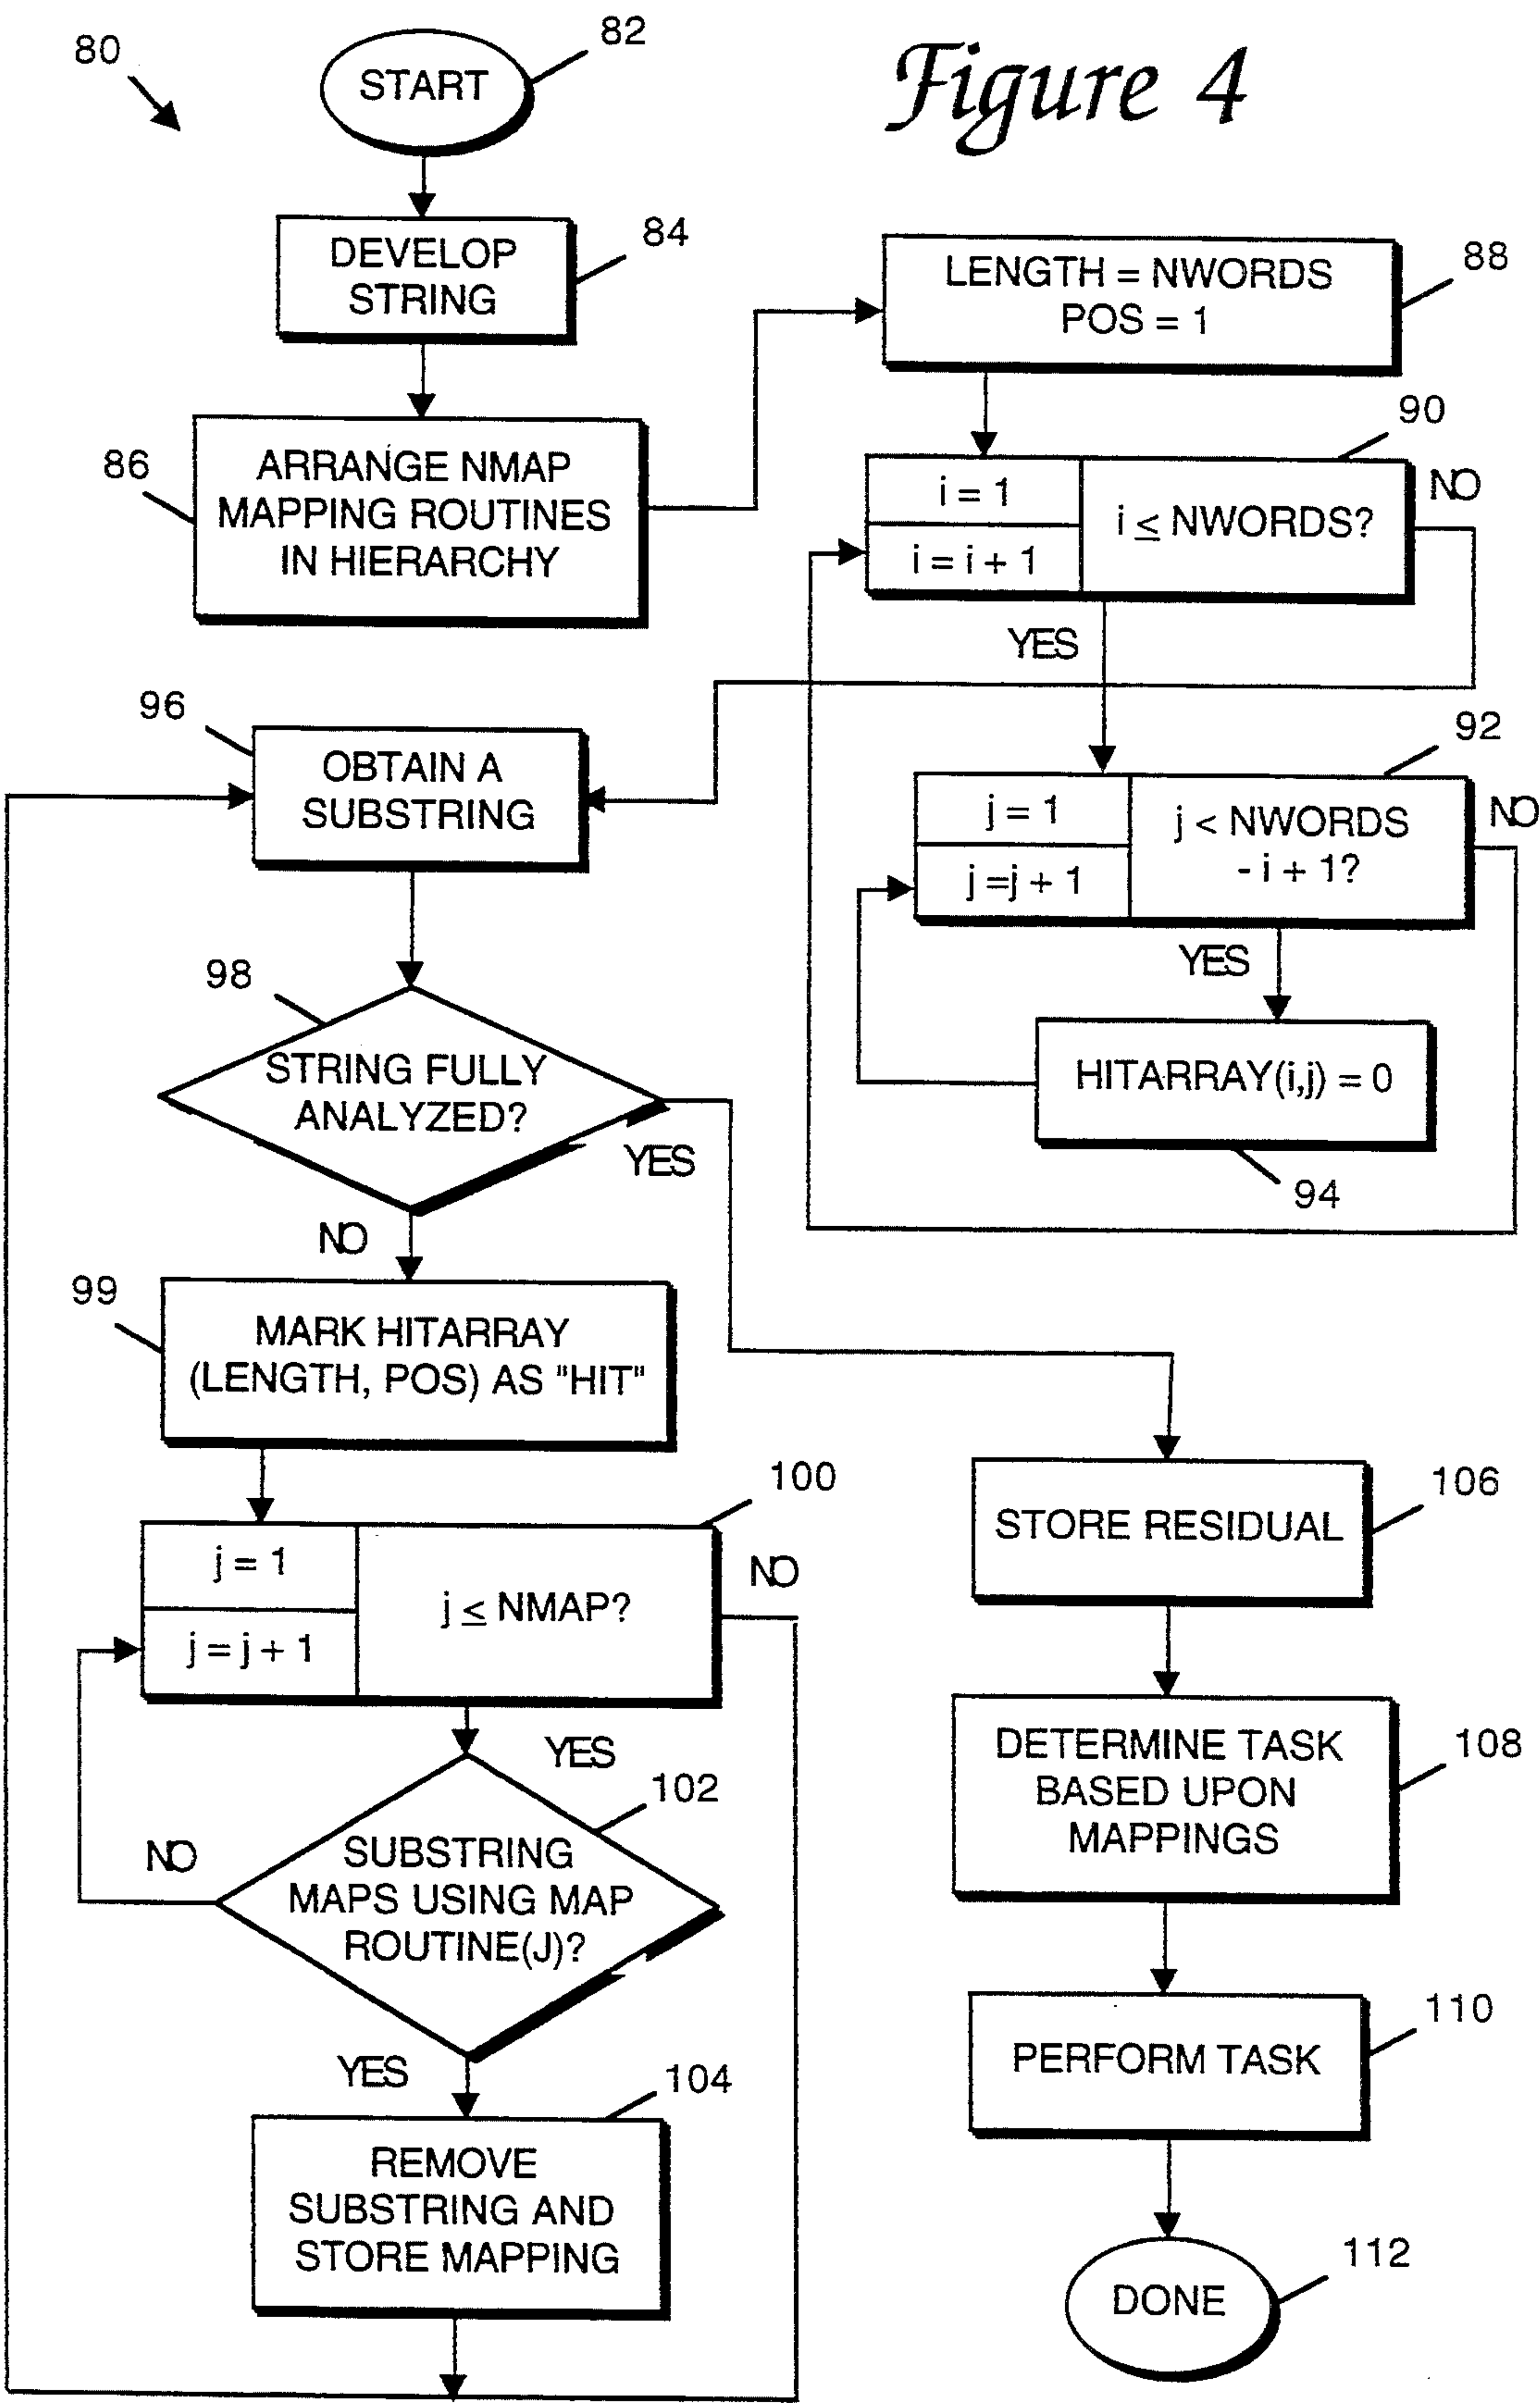 Figure 4
80
START
82
DEVELOP
STRING
84
ARRANGE NMAP
MAPPING ROUTINES
IN HIERARCHY
86
LENGTH = NWORDS
POS = 1
88
90
i = 1
i = i + 1
i ≤ NWORDS?
NO
YES
92
j = 1
j =j + 1
j < NWORDS
- i + 1?
NO
YES
HITARRAY(i,j) = 0
94
96
OBTAIN A
SUBSTRING
98
STRING FULLY
ANALYZED?
YES
NO
99
MARK HITARRAY
(LENGTH, POS) AS "HIT"
100
j = 1
j = j + 1
j ≤ NMAP?
NO
YES
102
SUBSTRING
MAPS USING MAP
ROUTINE(J)?
NO
YES
104
REMOVE
SUBSTRING AND
STORE MAPPING
STORE RESIDUAL
106
DETERMINE TASK
BASED UPON
MAPPINGS
108
PERFORM TASK
110
DONE
112